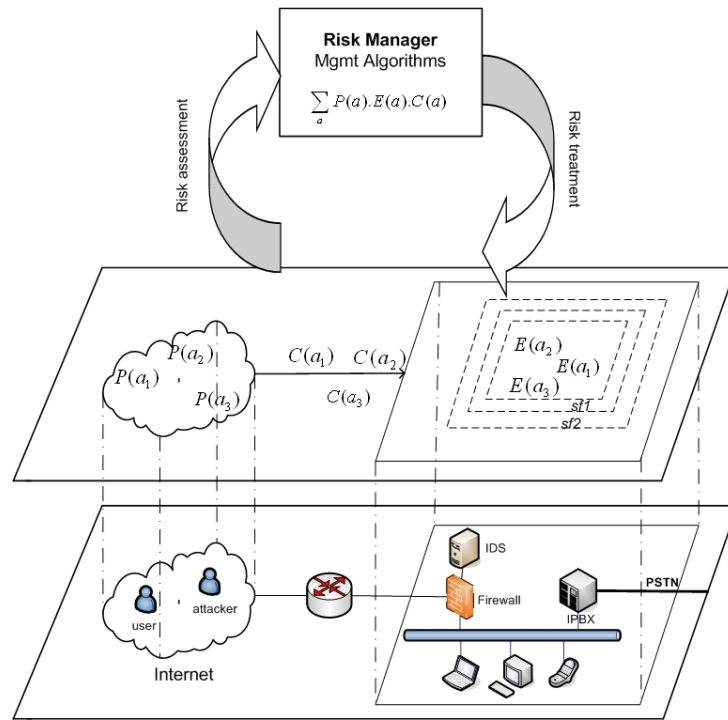 Risk Manager
Mgmt Algorithms
∑ P(a).E(a).C(a)
a
Risk assessment
Risk treatment
P(a₁)
P(a₂)
P(a₃)
C(a₁)
C(a₂)
C(a₃)
E(a₂)
E(a₁)
E(a₃)
sf1
sf2
IDS
Firewall
IPBX
PSTN
user
attacker
Internet